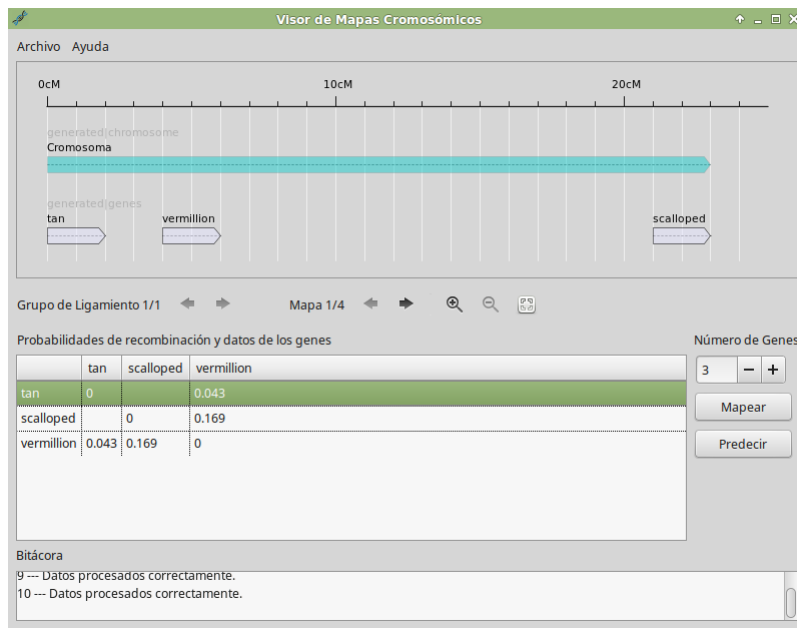 Visor de Mapas Cromosómicos
Archivo Ayuda
0cM 10cM 20cM
generated|chromosome
Cromosoma
generated|genes
tan vermillion scalloped
Grupo de Ligamiento 1/1 Mapa 1/4
Probabilidades de recombinación y datos de los genes Número de Genes
tan scalloped vermillion
tan 0 0.043
scalloped 0 0.169
vermillion 0.043 0.169 0
3 − +
Mapear
Predecir
Bitácora
9 --- Datos procesados correctamente.
10 --- Datos procesados correctamente.